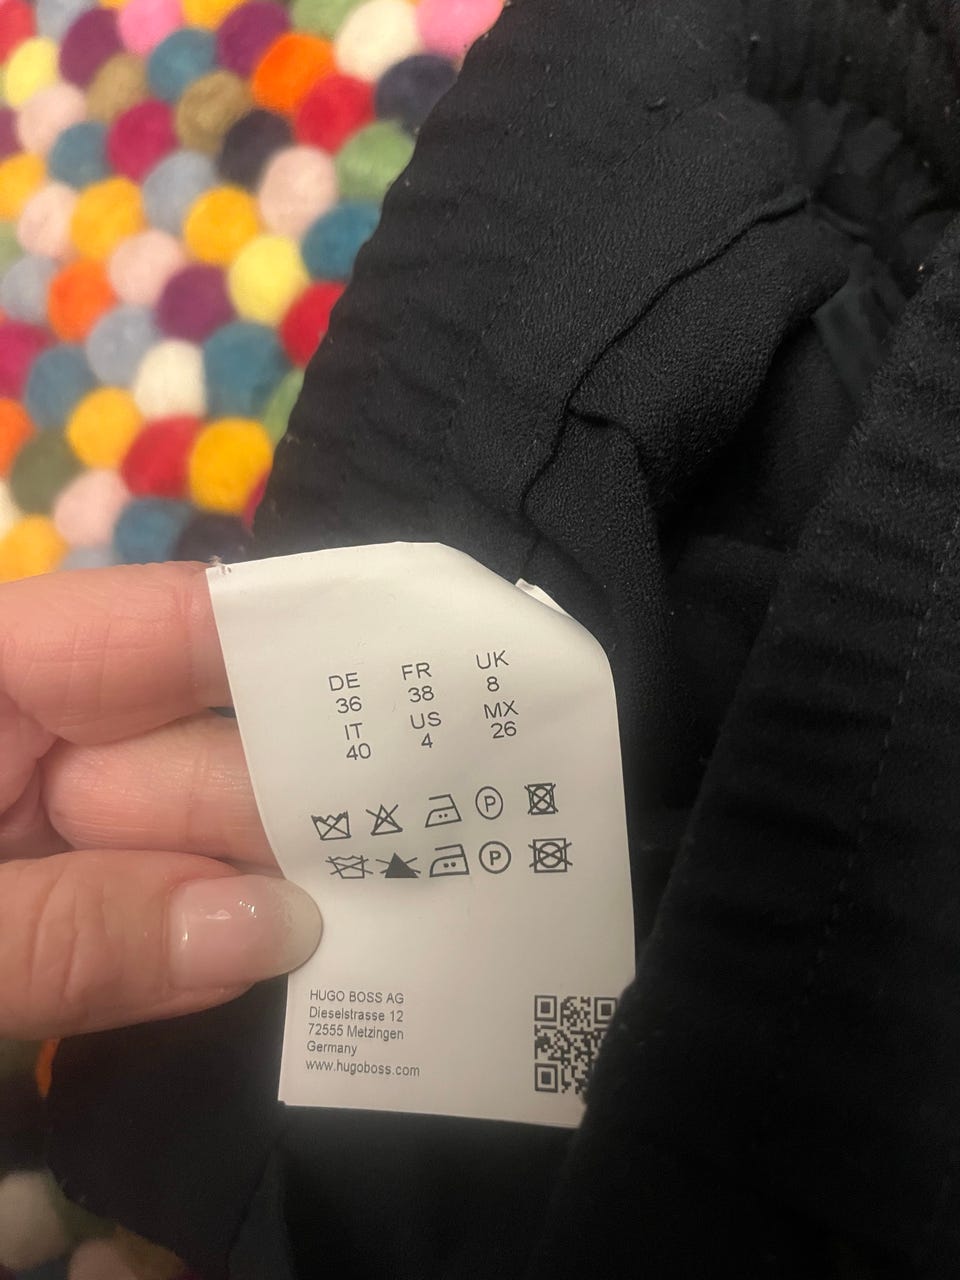 DE FR UK
36 38 8
IT US MX
40 4 26
P
P
HUGO BOSS AG
Dieselstrasse 12
72555 Metzingen
Germany
www.hugoboss.com